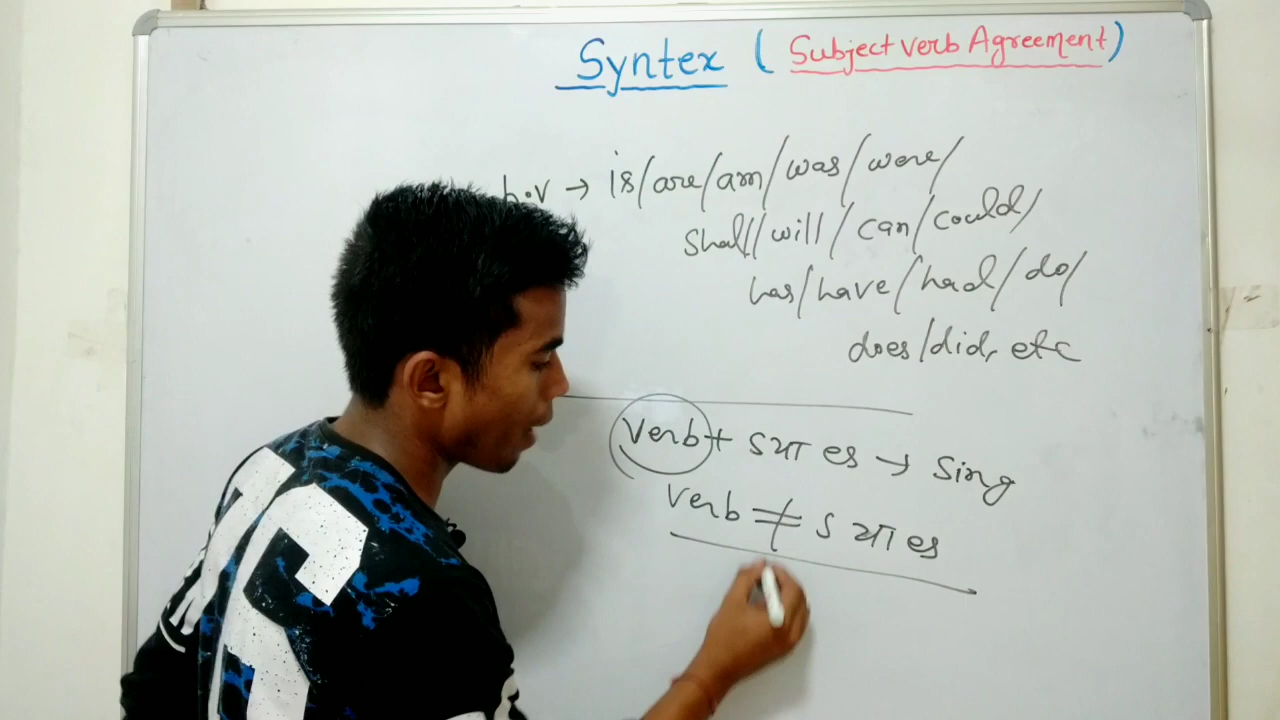 Syntex ( Subject verb Agreement )
h.v → is/are/am/was/were/
shall/will/can/could/
has/have/had/do/
does/did, etc
verb + s या es → Sing
verb ≠ s या es